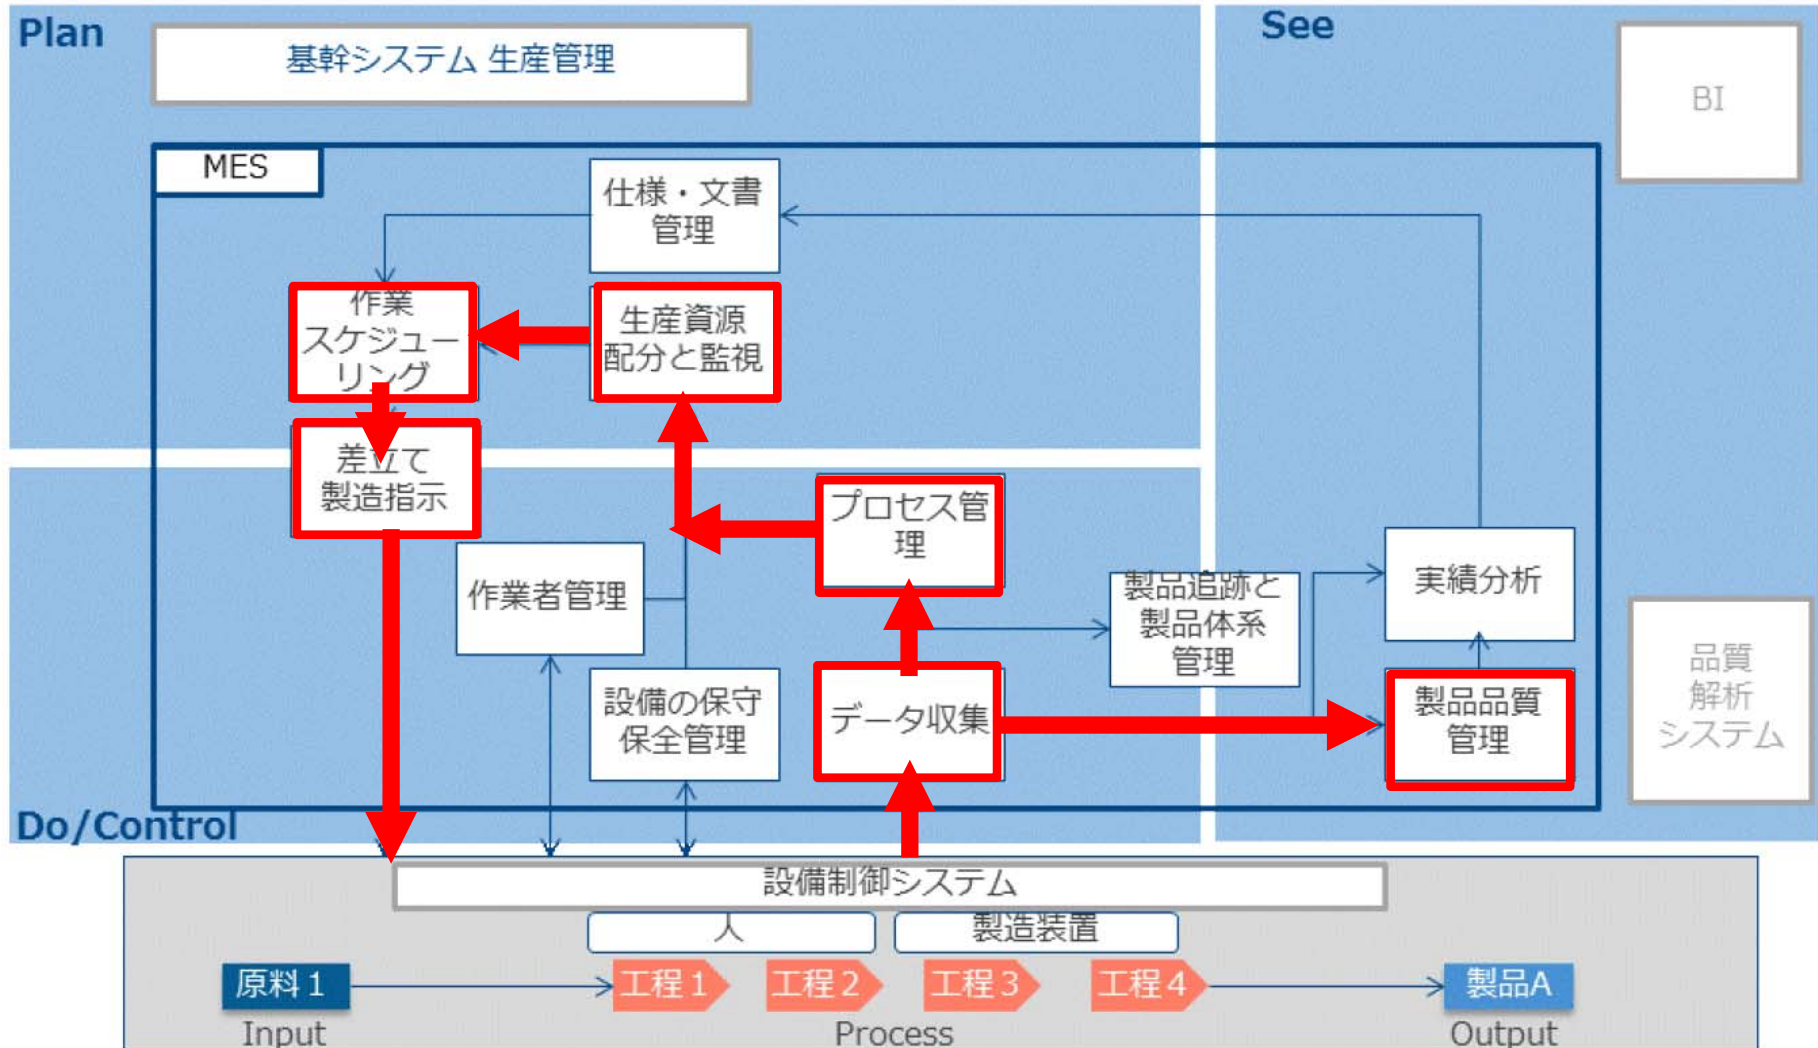 Plan
基幹システム 生産管理
See
BI
MES
仕様・文書
管理
作業
スケジュー
リング
生産資源
配分と監視
差立て
製造指示
プロセス管
理
作業者管理
製品追跡と
製品体系
管理
実績分析
設備の保守
保全管理
データ収集
製品品質
管理
品質
解析
システム
Do/Control
設備制御システム
人
製造装置
原料１
工程１
工程２
工程３
工程４
製品A
Input
Process
Output